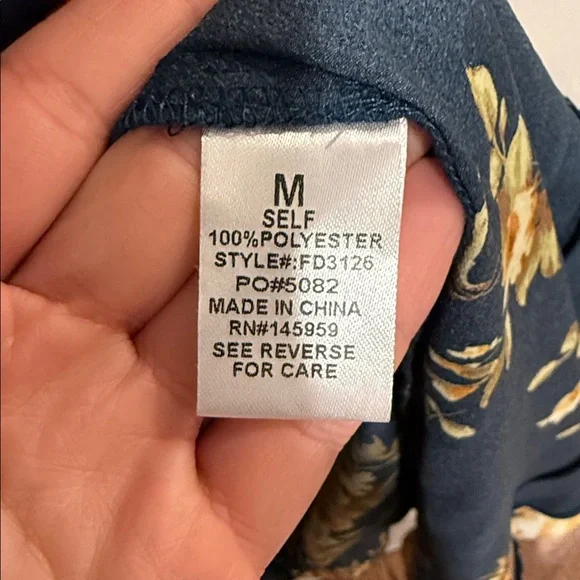 M
SELF
100%POLYESTER
STYLE#:FD3126
PO#5082
MADE IN CHINA
RN#145959
SEE REVERSE
FOR CARE